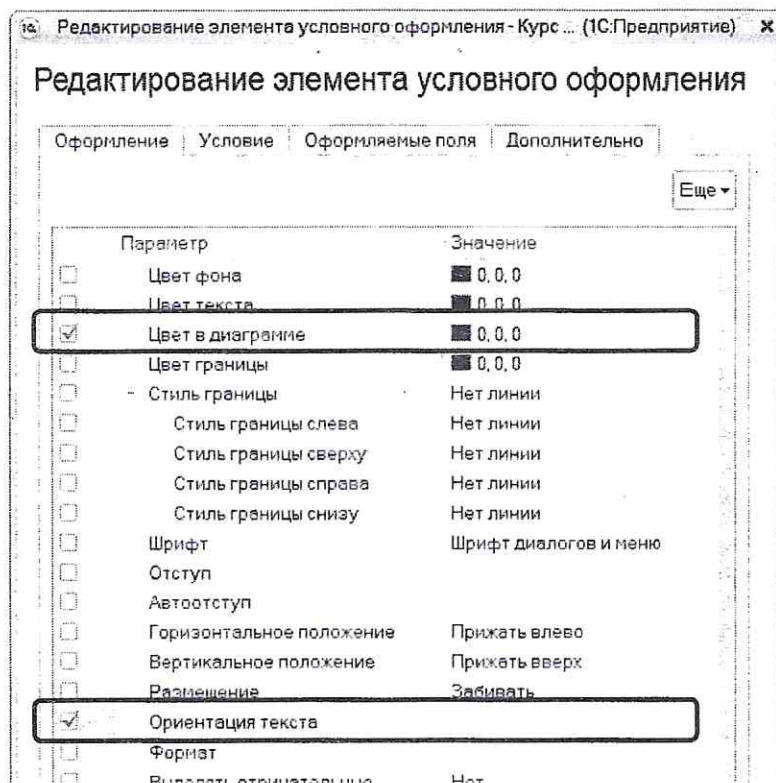 Редактирование элемента условного оформления - Курс ... (1С:Предприятие) ×
Редактирование элемента условного оформления
Оформление Условие Оформляемые поля Дополнительно
Еще
Параметр Значение
Цвет фона 0, 0, 0
Цвет текста 0, 0, 0
Цвет в диаграмме 0, 0, 0
Цвет границы 0, 0, 0
- Стиль границы Нет линии
Стиль границы слева Нет линии
Стиль границы сверху Нет линии
Стиль границы справа Нет линии
Стиль границы снизу Нет линии
Шрифт Шрифт диалогов и меню
Отступ
Автоотступ
Горизонтальное положение Прижать влево
Вертикальное положение Прижать вверх
Размещение Забивать
Ориентация текста
Формат
Выделять отрицательные Нет